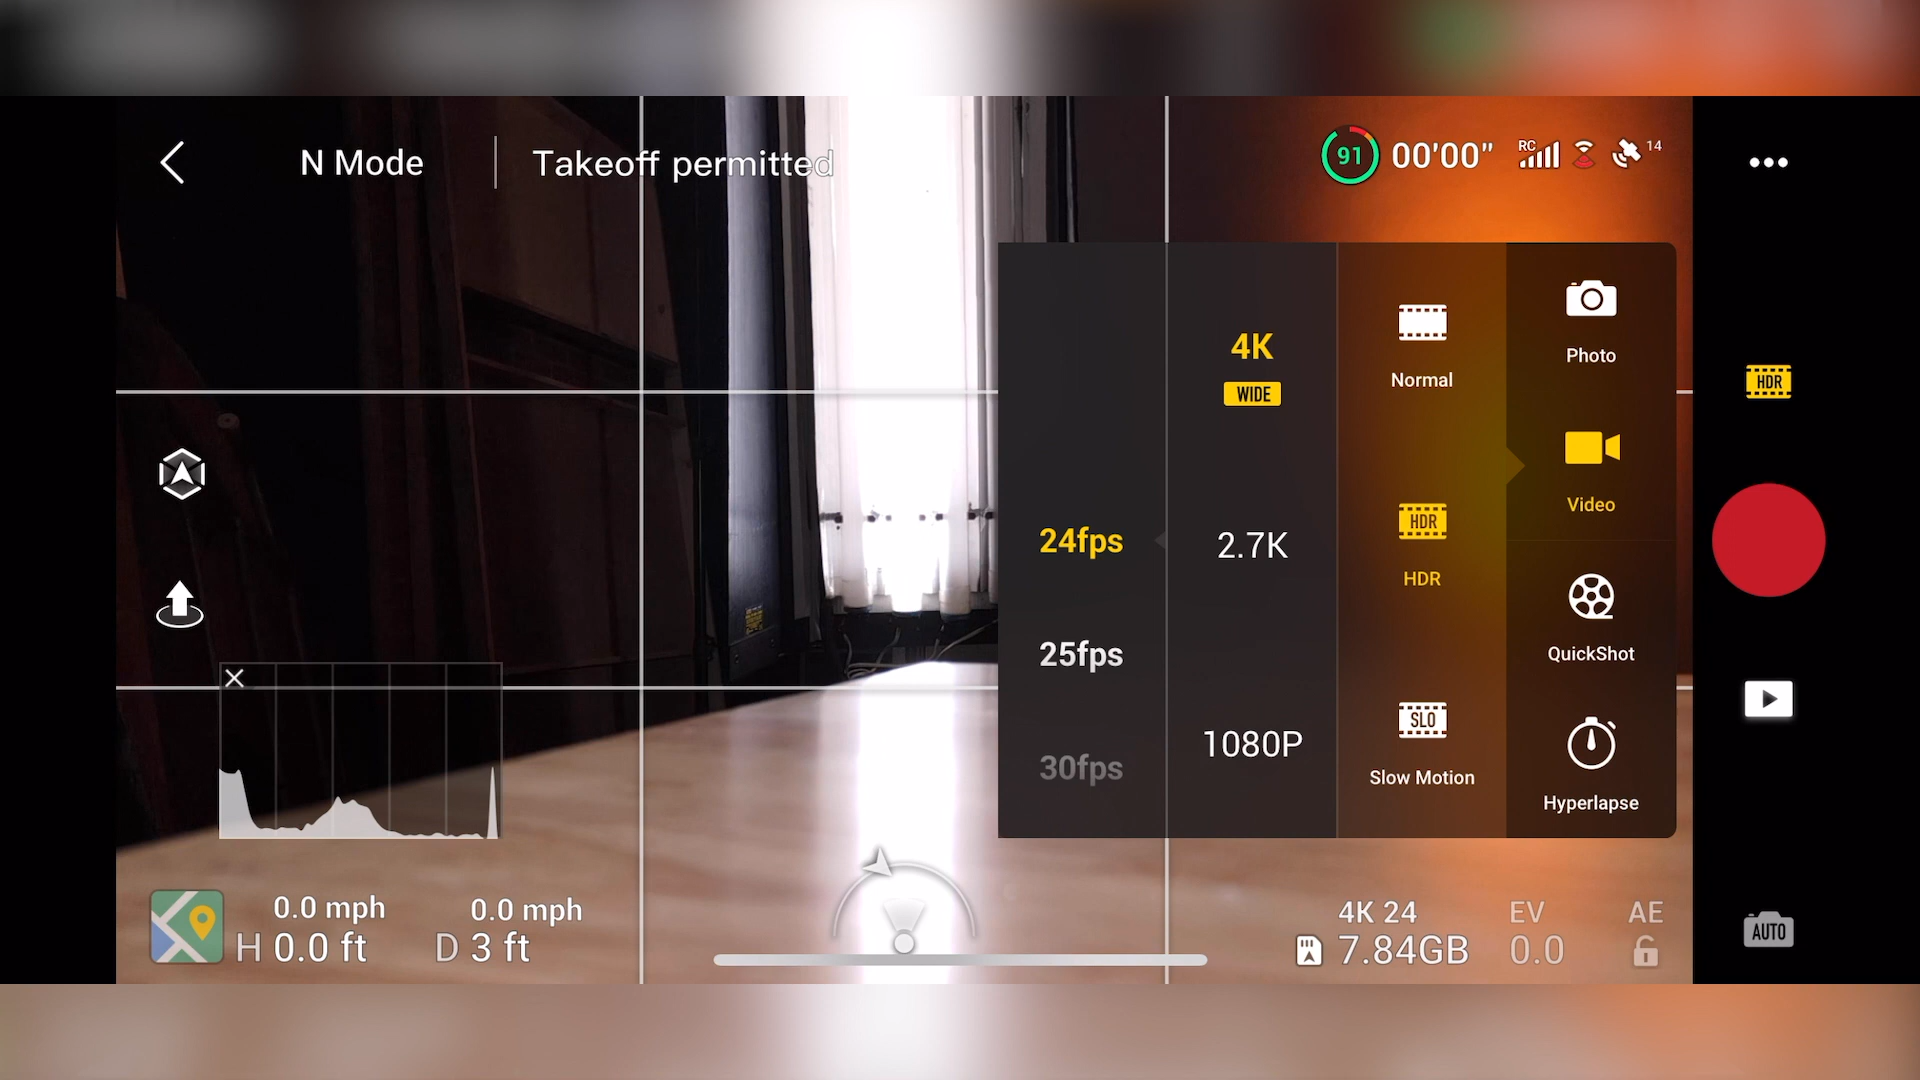 N Mode
Takeoff permitted
91
00'00"
RC
14
4K
WIDE
2.7K
1080P
24fps
25fps
30fps
Normal
HDR
HDR
SLO
Slow Motion
Photo
Video
QuickShot
Hyperlapse
HDR
AUTO
0.0 mph
0.0 mph
H 0.0 ft
D 3 ft
4K 24
7.84GB
EV
0.0
AE